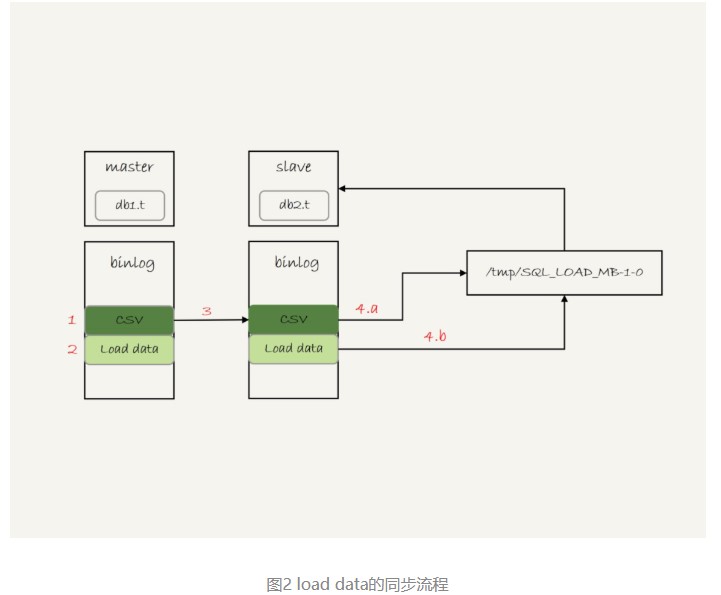 master
slave
db1.t
db2.t
binlog
binlog
/tmp/SQL_LOAD_MB-1-0
1
CSV
3
CSV
4.a
2
Load data
Load data
4.b
图2 load data的同步流程